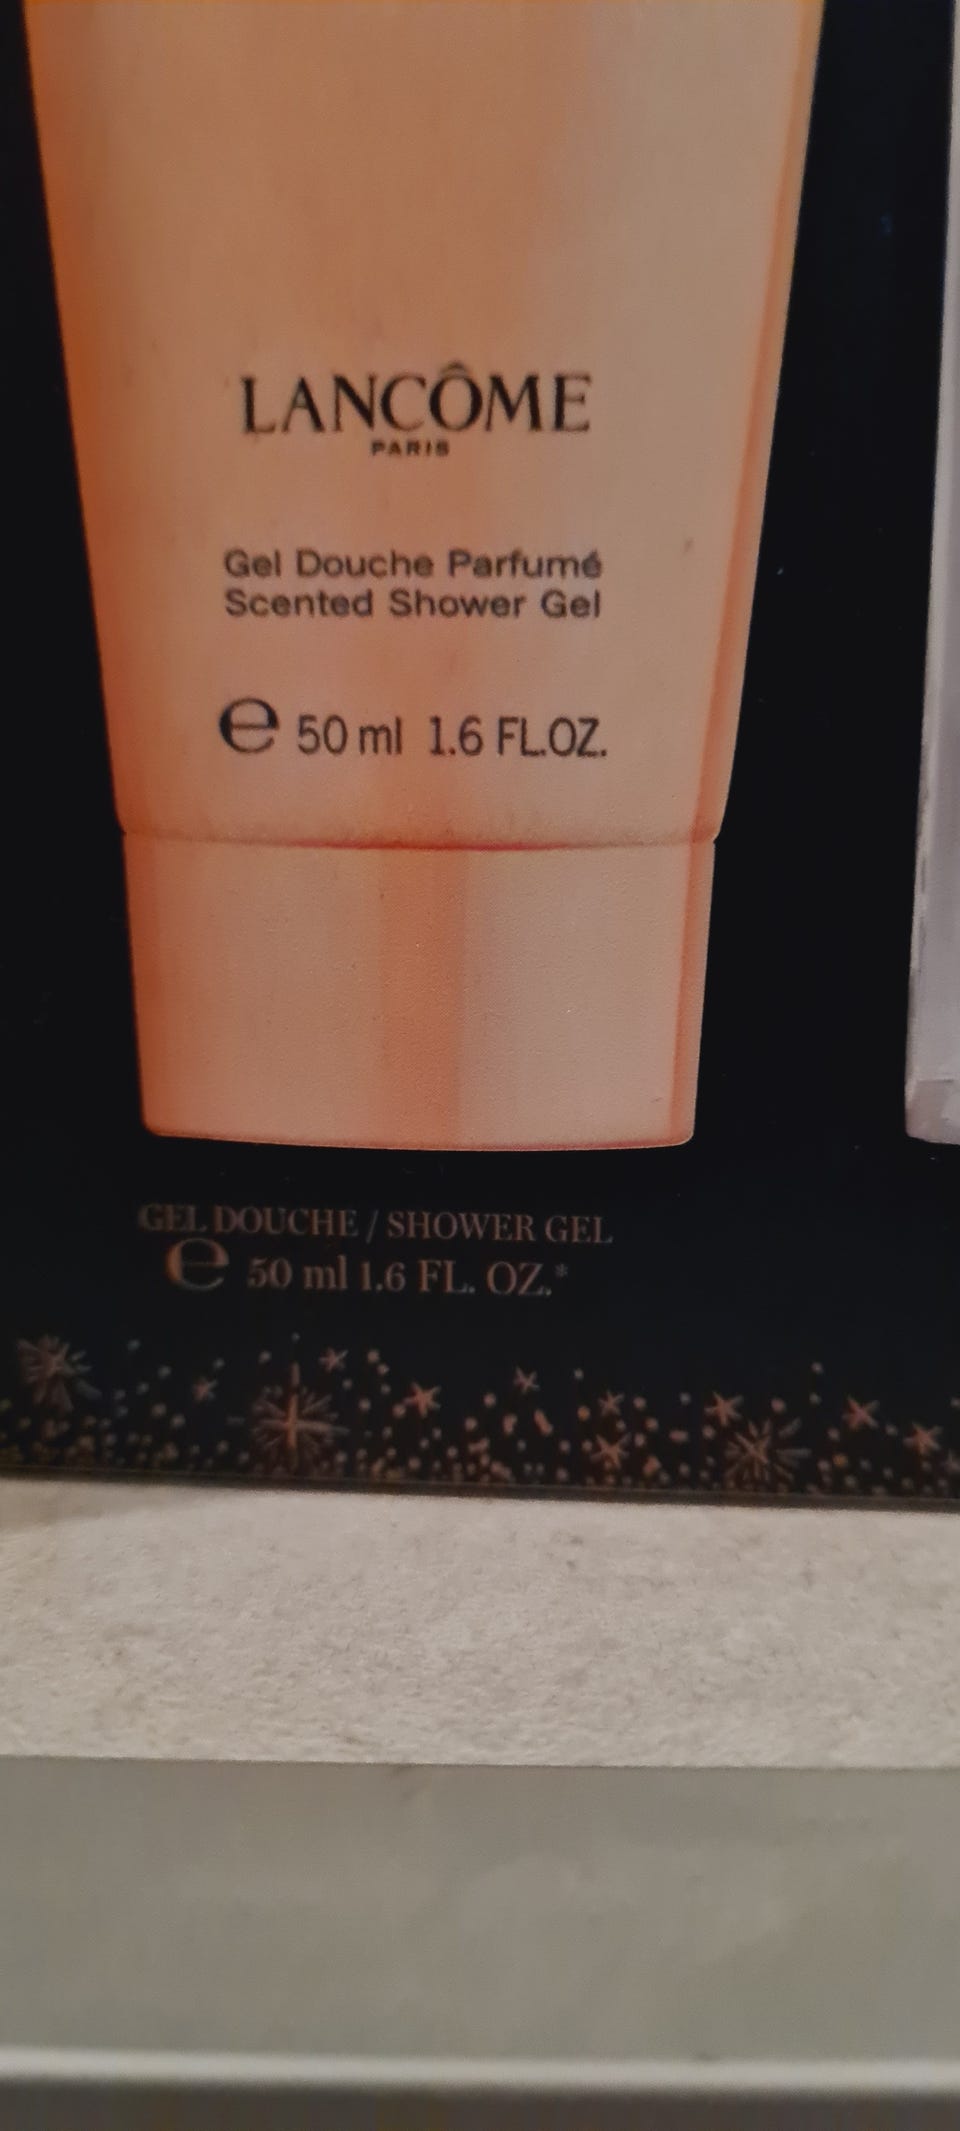 LANCÔME
PARIS
Gel Douche Parfumé
Scented Shower Gel
℮ 50 ml 1.6 FL.OZ.
GEL DOUCHE / SHOWER GEL
℮ 50 ml 1.6 FL. OZ.*